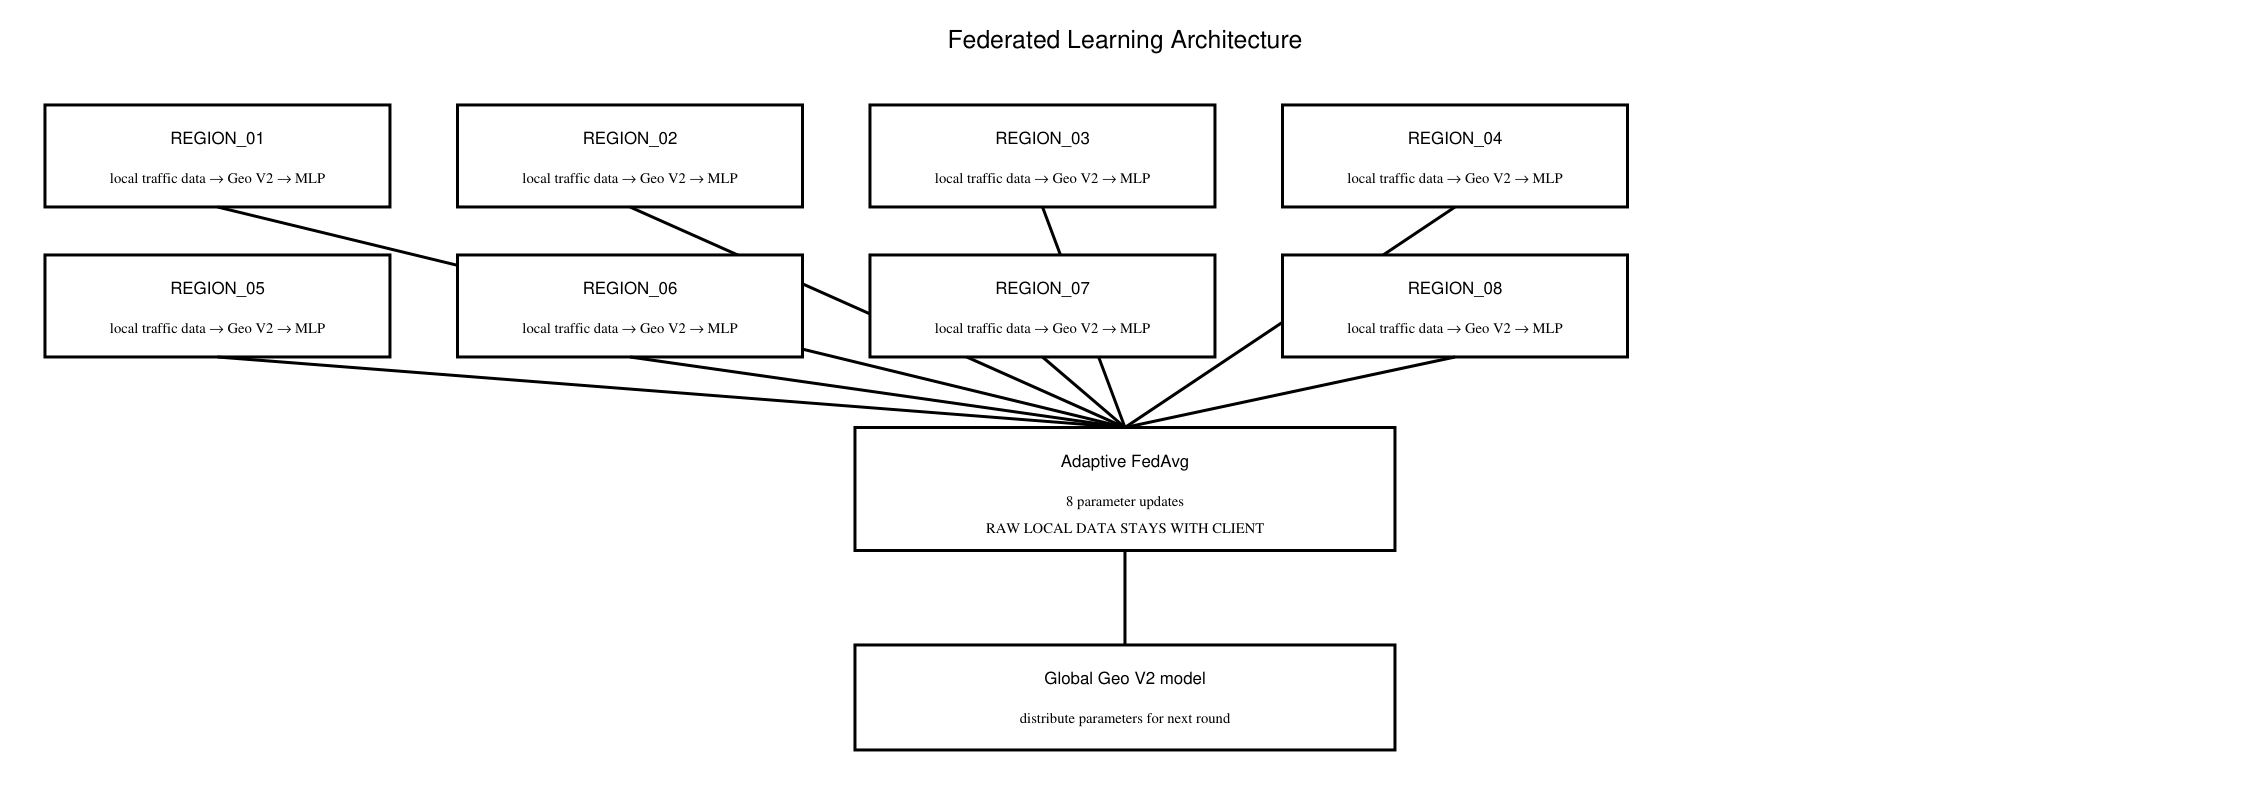 Federated Learning Architecture
REGION_01
local traffic data → Geo V2 → MLP
REGION_02
local traffic data → Geo V2 → MLP
REGION_03
local traffic data → Geo V2 → MLP
REGION_04
local traffic data → Geo V2 → MLP
REGION_05
local traffic data → Geo V2 → MLP
REGION_06
local traffic data → Geo V2 → MLP
REGION_07
local traffic data → Geo V2 → MLP
REGION_08
local traffic data → Geo V2 → MLP
Adaptive FedAvg
8 parameter updates
RAW LOCAL DATA STAYS WITH CLIENT
Global Geo V2 model
distribute parameters for next round